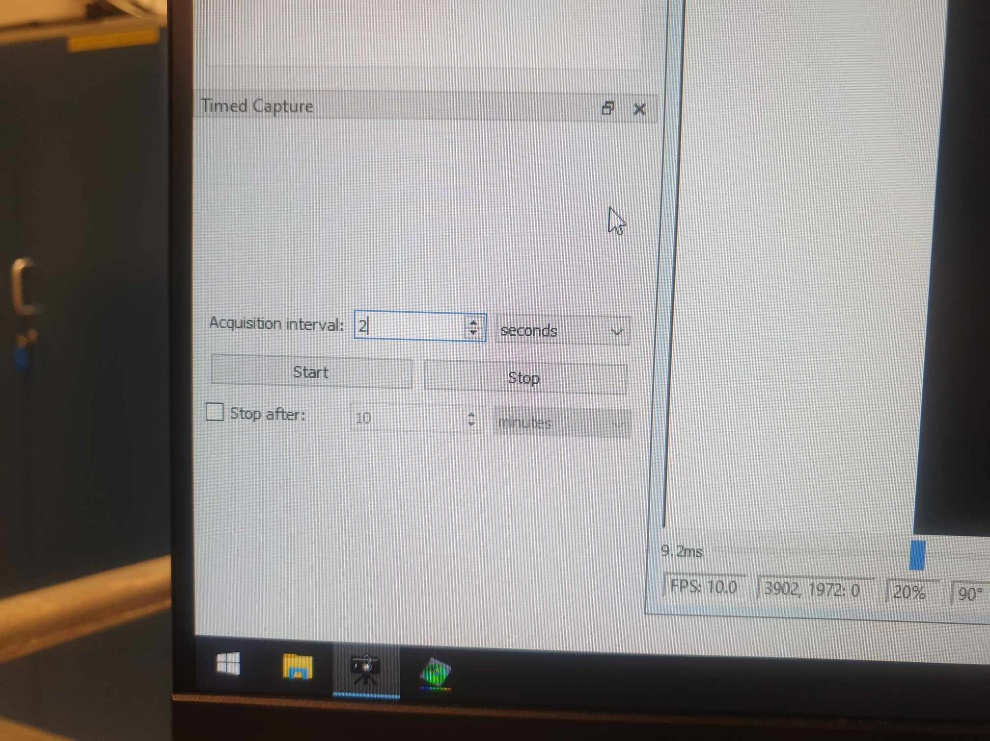 Timed Capture
Acquisition interval: 2 seconds
Start Stop
Stop after: 10 minutes
9.2ms
FPS: 10.0 3902, 1972: 0 20% 90°